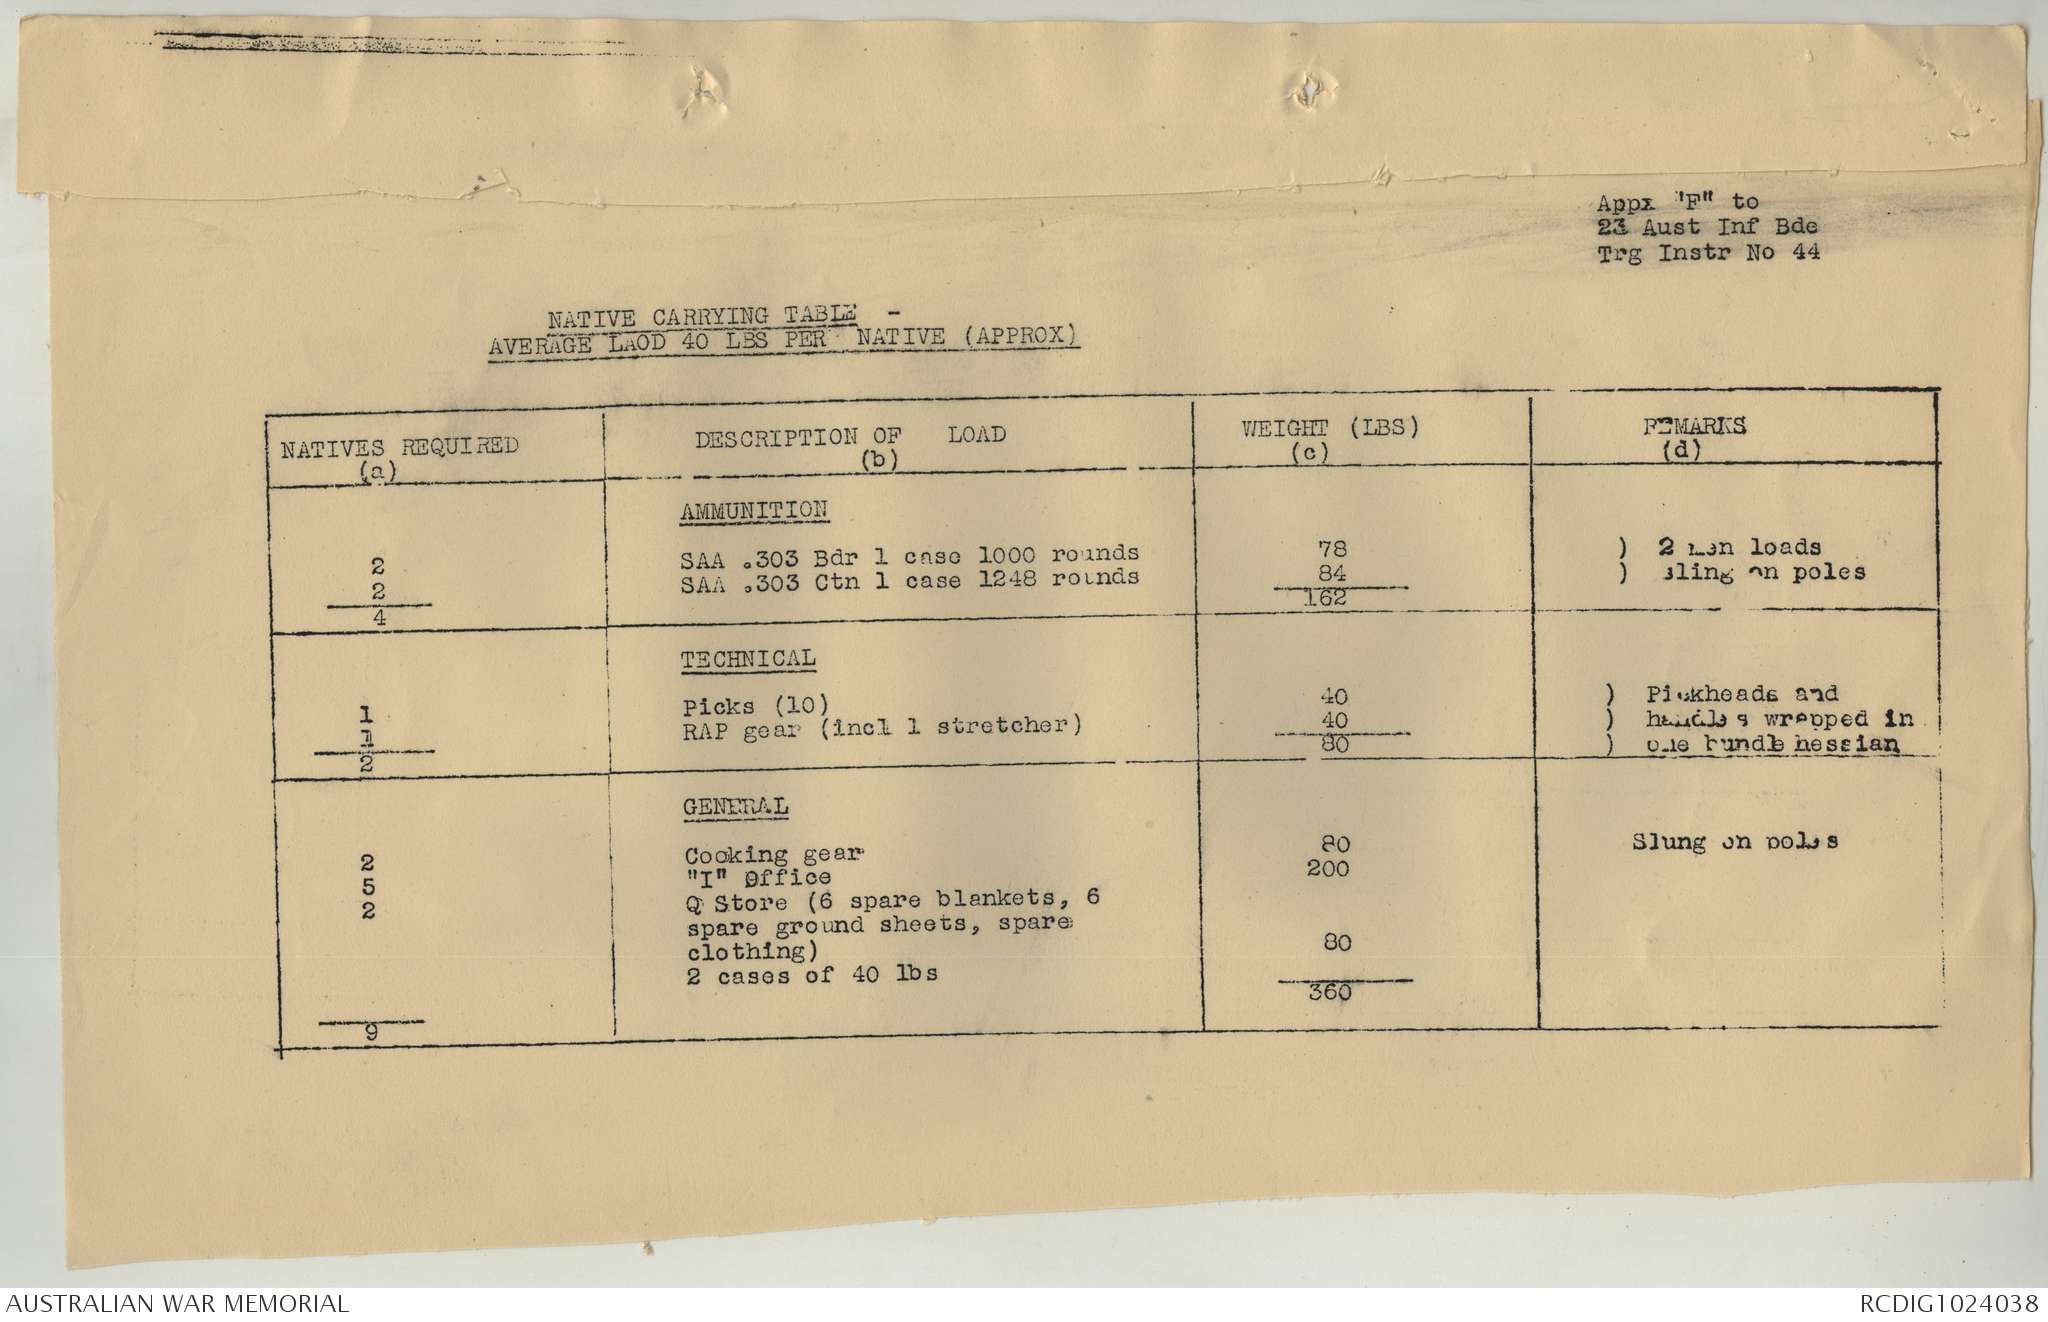 Appx "F" to
23 Aust Inf Bde
Trg Instr No 44
NATIVE CARRYING TABLE -
AVERAGE LAOD 40 LBS PER NATIVE (APPROX)
NATIVES REQUIRED DESCRIPTION OF LOAD WEIGHT (LBS) REMARKS
(a) (b) (c) (d)
AMMUNITION
2 SAA .303 Bdr 1 case 1000 rounds 78 ) 2 men loads
2 SAA .303 Ctn 1 case 1248 rounds 84 ) sling on poles
4 162
TECHNICAL
1 Picks (10) 40 ) Pickheads and
1 RAP gear (incl 1 stretcher) 40 ) handles wrapped in
2 80 ) one bundle hessian
GENERAL
2 Cooking gear 80 Slung on poles
5 "I" Office 200
2 Q Store (6 spare blankets, 6
spare ground sheets, spare
clothing) 80
2 cases of 40 lbs
360
9
AUSTRALIAN WAR MEMORIAL RCDIG1024038